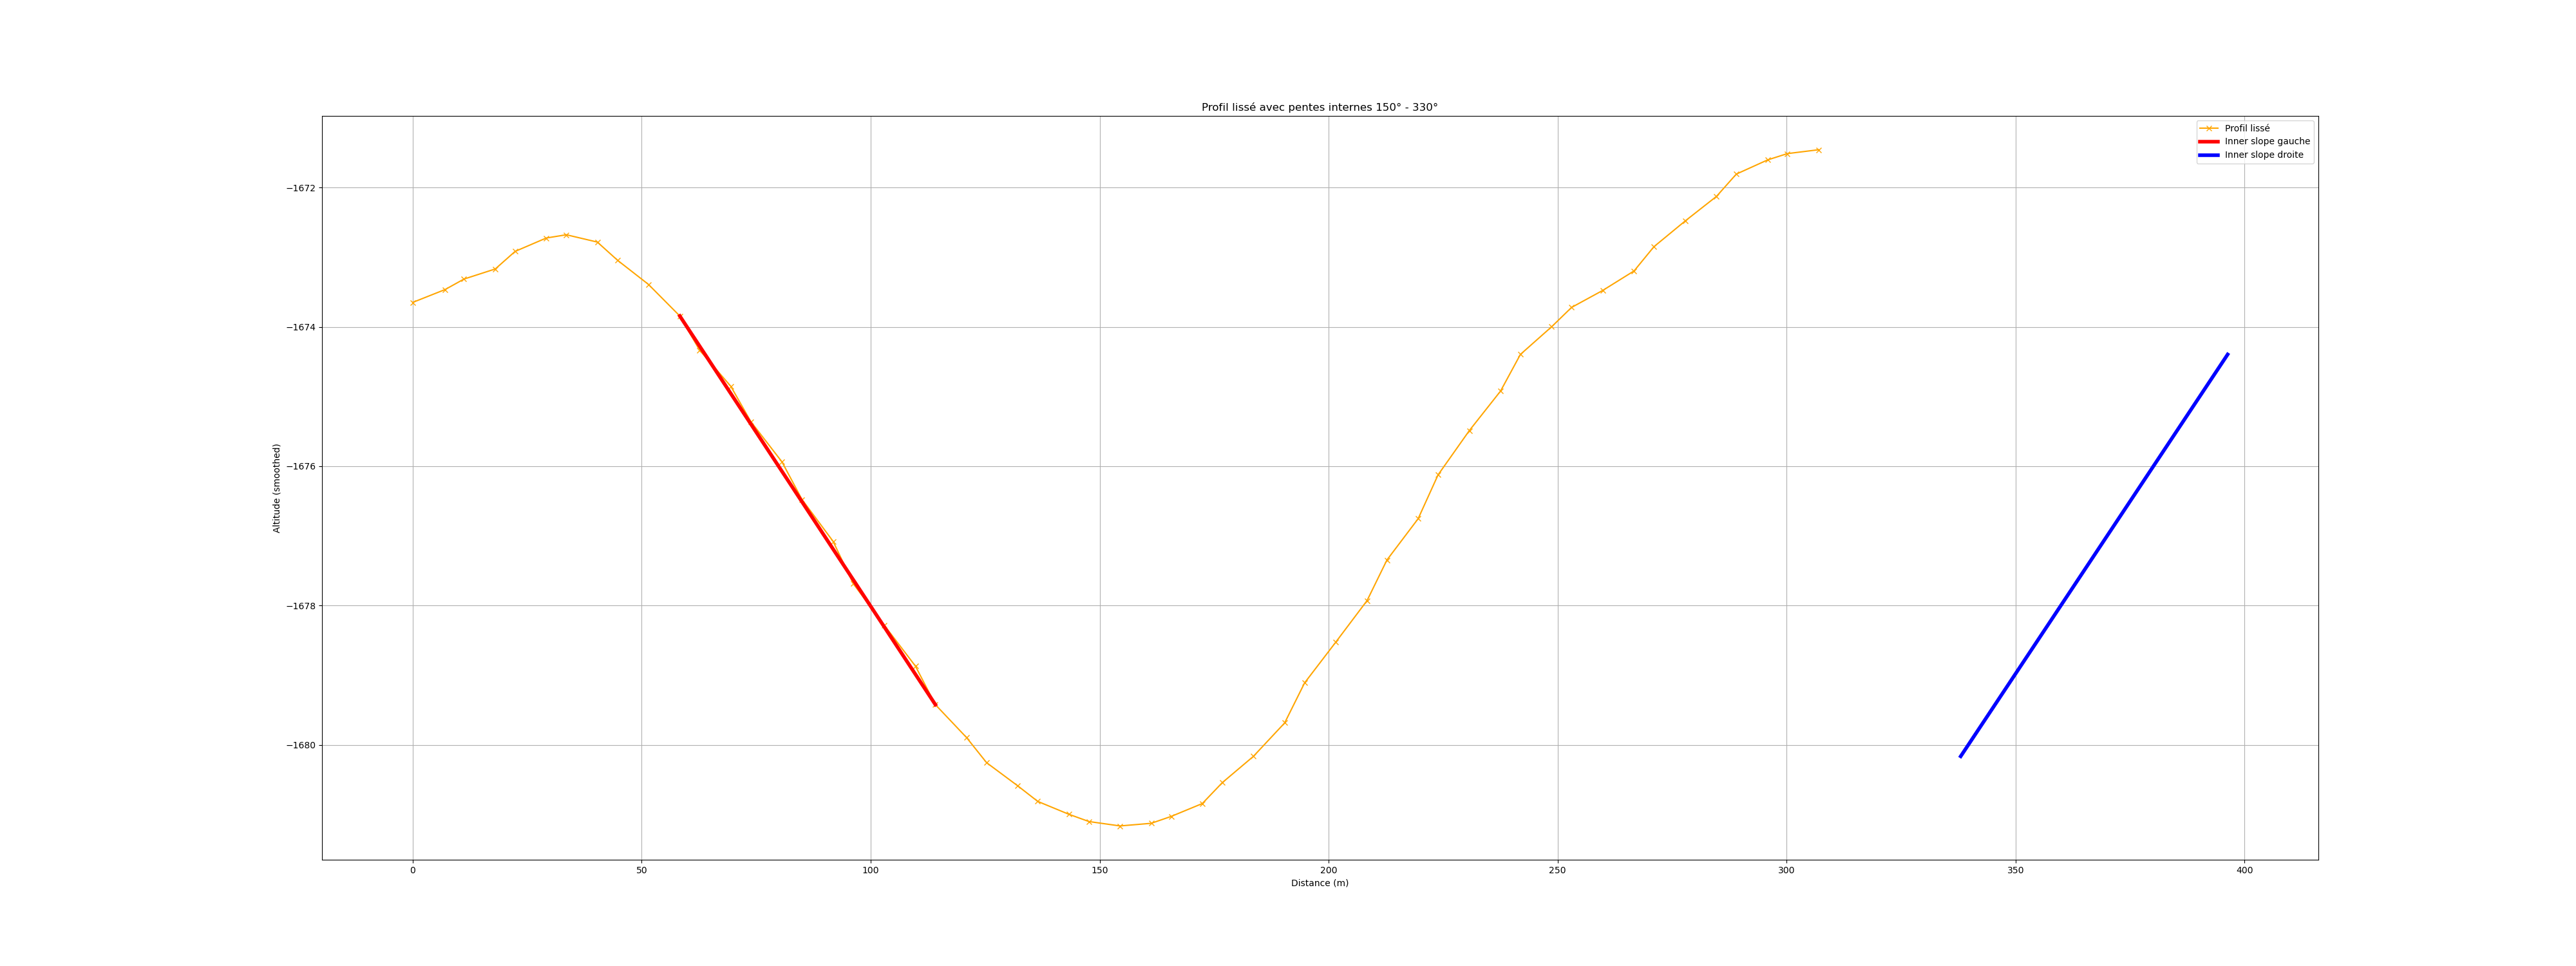 Profil lissé avec pentes internes 150° - 330°
Profil lissé
Inner slope gauche
Inner slope droite
Altitude (smoothed)
−1672
−1674
−1676
−1678
−1680
0 50 100 150 200 250 300 350 400
Distance (m)